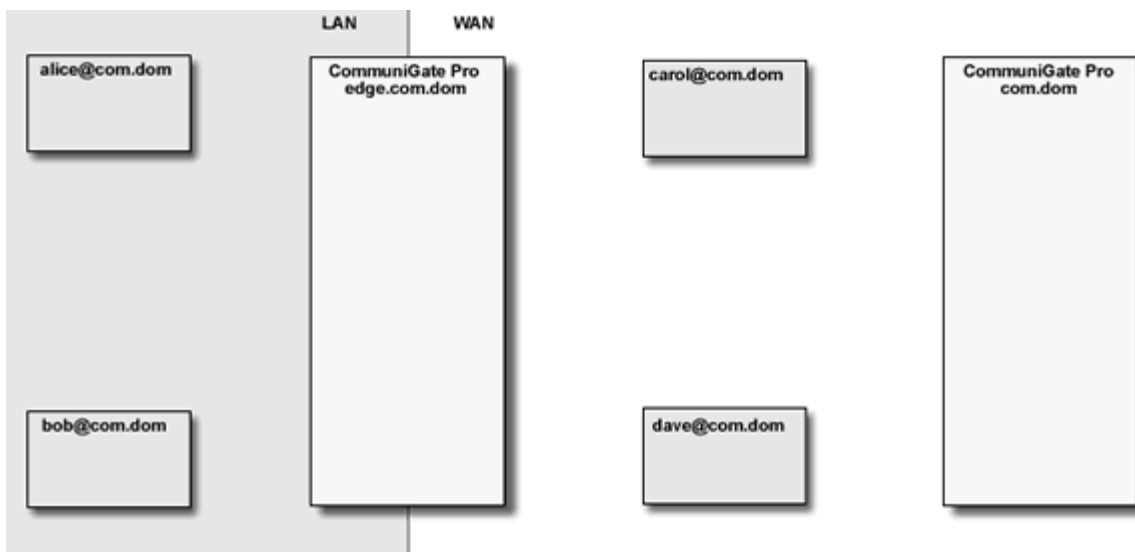 LAN
WAN
alice@com.dom
CommuniGate Pro
edge.com.dom
carol@com.dom
CommuniGate Pro
com.dom
bob@com.dom
dave@com.dom